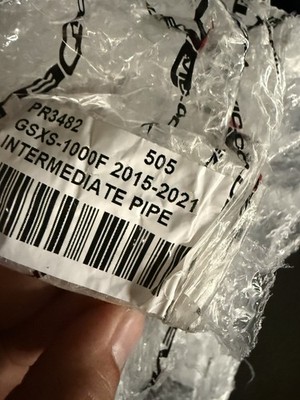 PR3482 505
GSXS-1000F 2015-2021
INTERMEDIATE PIPE